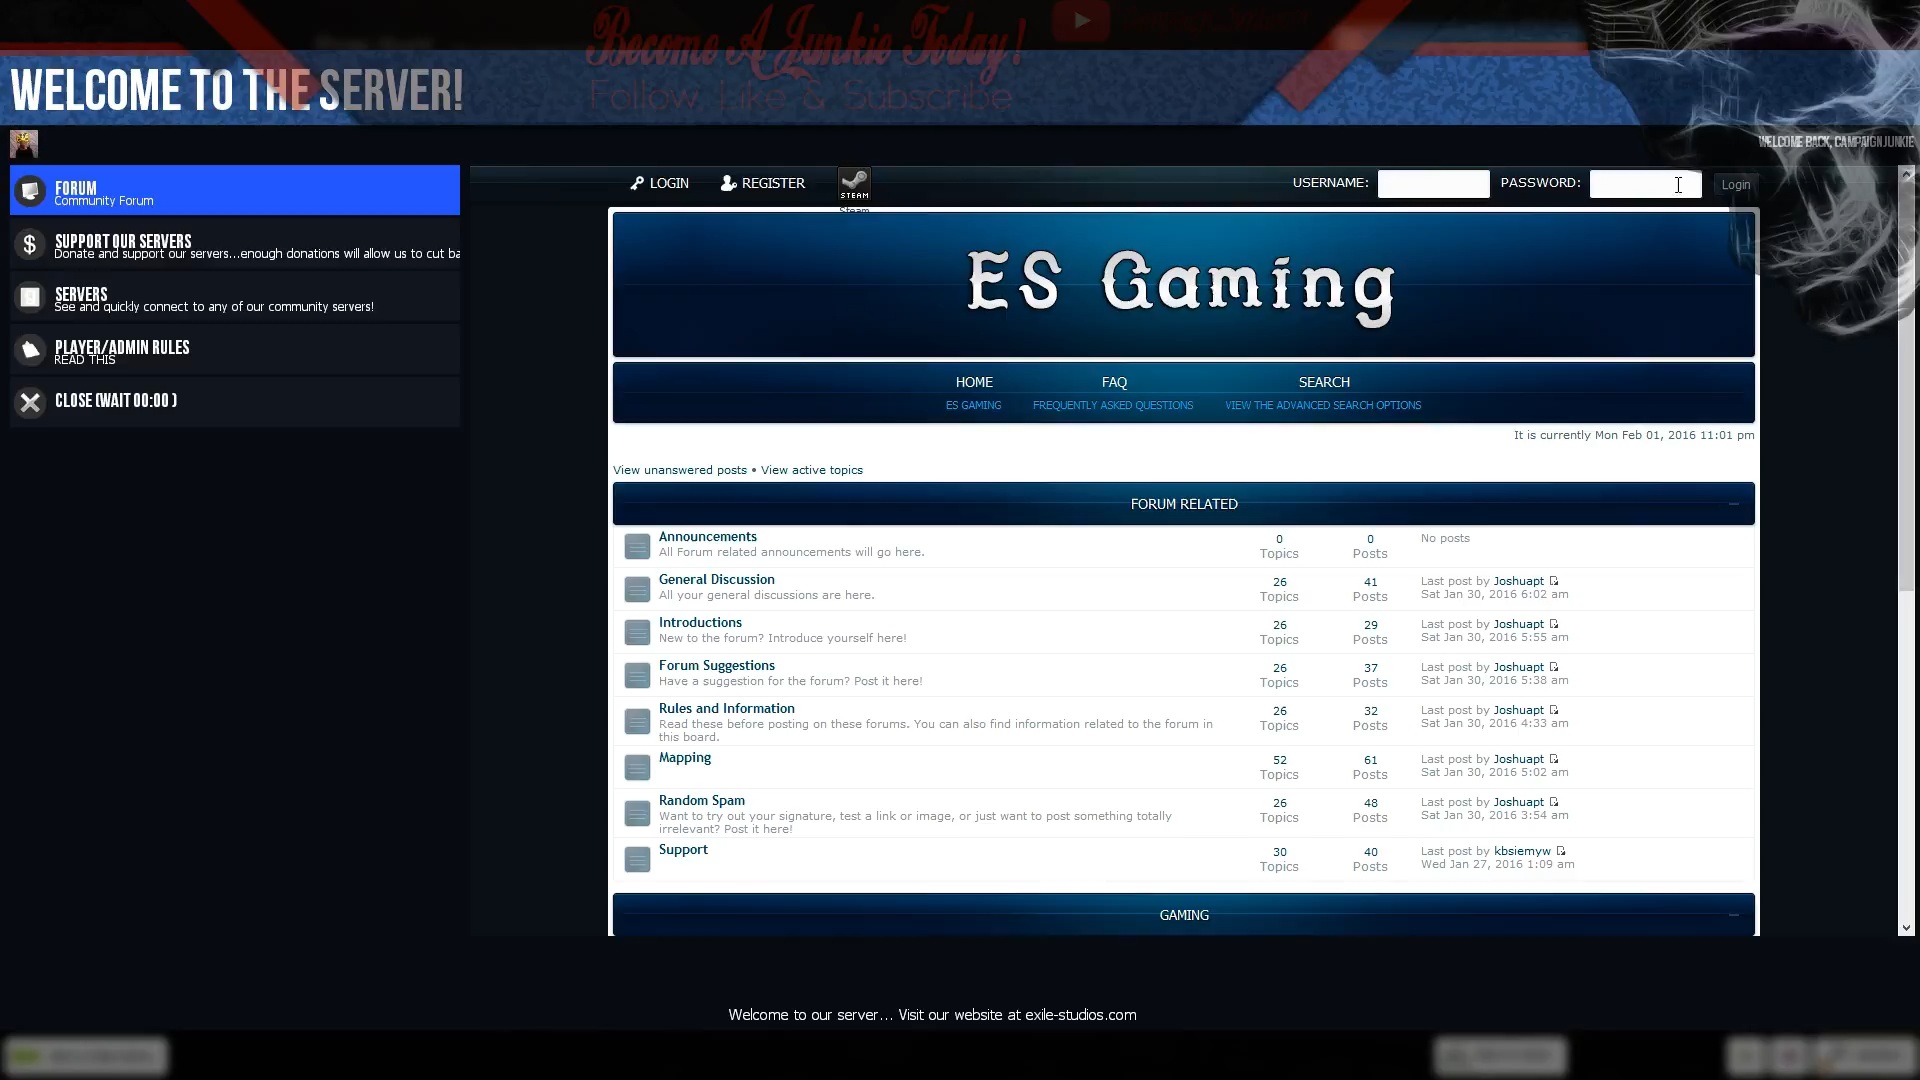 Become A Junkie Today!
Follow, Like & Subscribe
WELCOME TO THE SERVER!
WELCOME BACK, CAMPAIGNJUNKIE
FORUM
Community Forum
SUPPORT OUR SERVERS
Donate and support our servers...enough donations will allow us to cut ba
SERVERS
See and quickly connect to any of our community servers!
PLAYER/ADMIN RULES
READ THIS
CLOSE (WAIT 00:00 )
LOGIN REGISTER STEAM USERNAME: PASSWORD: Login
Steam
ES Gaming
HOME FAQ SEARCH
ES GAMING FREQUENTLY ASKED QUESTIONS VIEW THE ADVANCED SEARCH OPTIONS
It is currently Mon Feb 01, 2016 11:01 pm
View unanswered posts • View active topics
FORUM RELATED
Announcements
All Forum related announcements will go here.
0 Topics
0 Posts
No posts
General Discussion
All your general discussions are here.
26 Topics
41 Posts
Last post by Joshuapt
Sat Jan 30, 2016 6:02 am
Introductions
New to the forum? Introduce yourself here!
26 Topics
29 Posts
Last post by Joshuapt
Sat Jan 30, 2016 5:55 am
Forum Suggestions
Have a suggestion for the forum? Post it here!
26 Topics
37 Posts
Last post by Joshuapt
Sat Jan 30, 2016 5:38 am
Rules and Information
Read these before posting on these forums. You can also find information related to the forum in
this board.
26 Topics
32 Posts
Last post by Joshuapt
Sat Jan 30, 2016 4:33 am
Mapping
52 Topics
61 Posts
Last post by Joshuapt
Sat Jan 30, 2016 5:02 am
Random Spam
Want to try out your signature, test a link or image, or just want to post something totally
irrelevant? Post it here!
26 Topics
48 Posts
Last post by Joshuapt
Sat Jan 30, 2016 3:54 am
Support
30 Topics
40 Posts
Last post by kbsiemyw
Wed Jan 27, 2016 1:09 am
GAMING
Welcome to our server... Visit our website at exile-studios.com